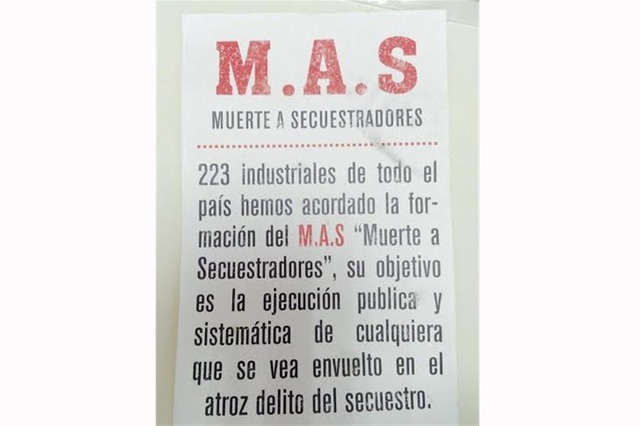 M.A.S
MUERTE A SECUESTRADORES
223 industriales de todo el
país hemos acordado la for-
mación del M.A.S “Muerte a
Secuestradores”, su objetivo
es la ejecución publica y
sistemática de cualquiera
que se vea envuelto en el
atroz delito del secuestro.